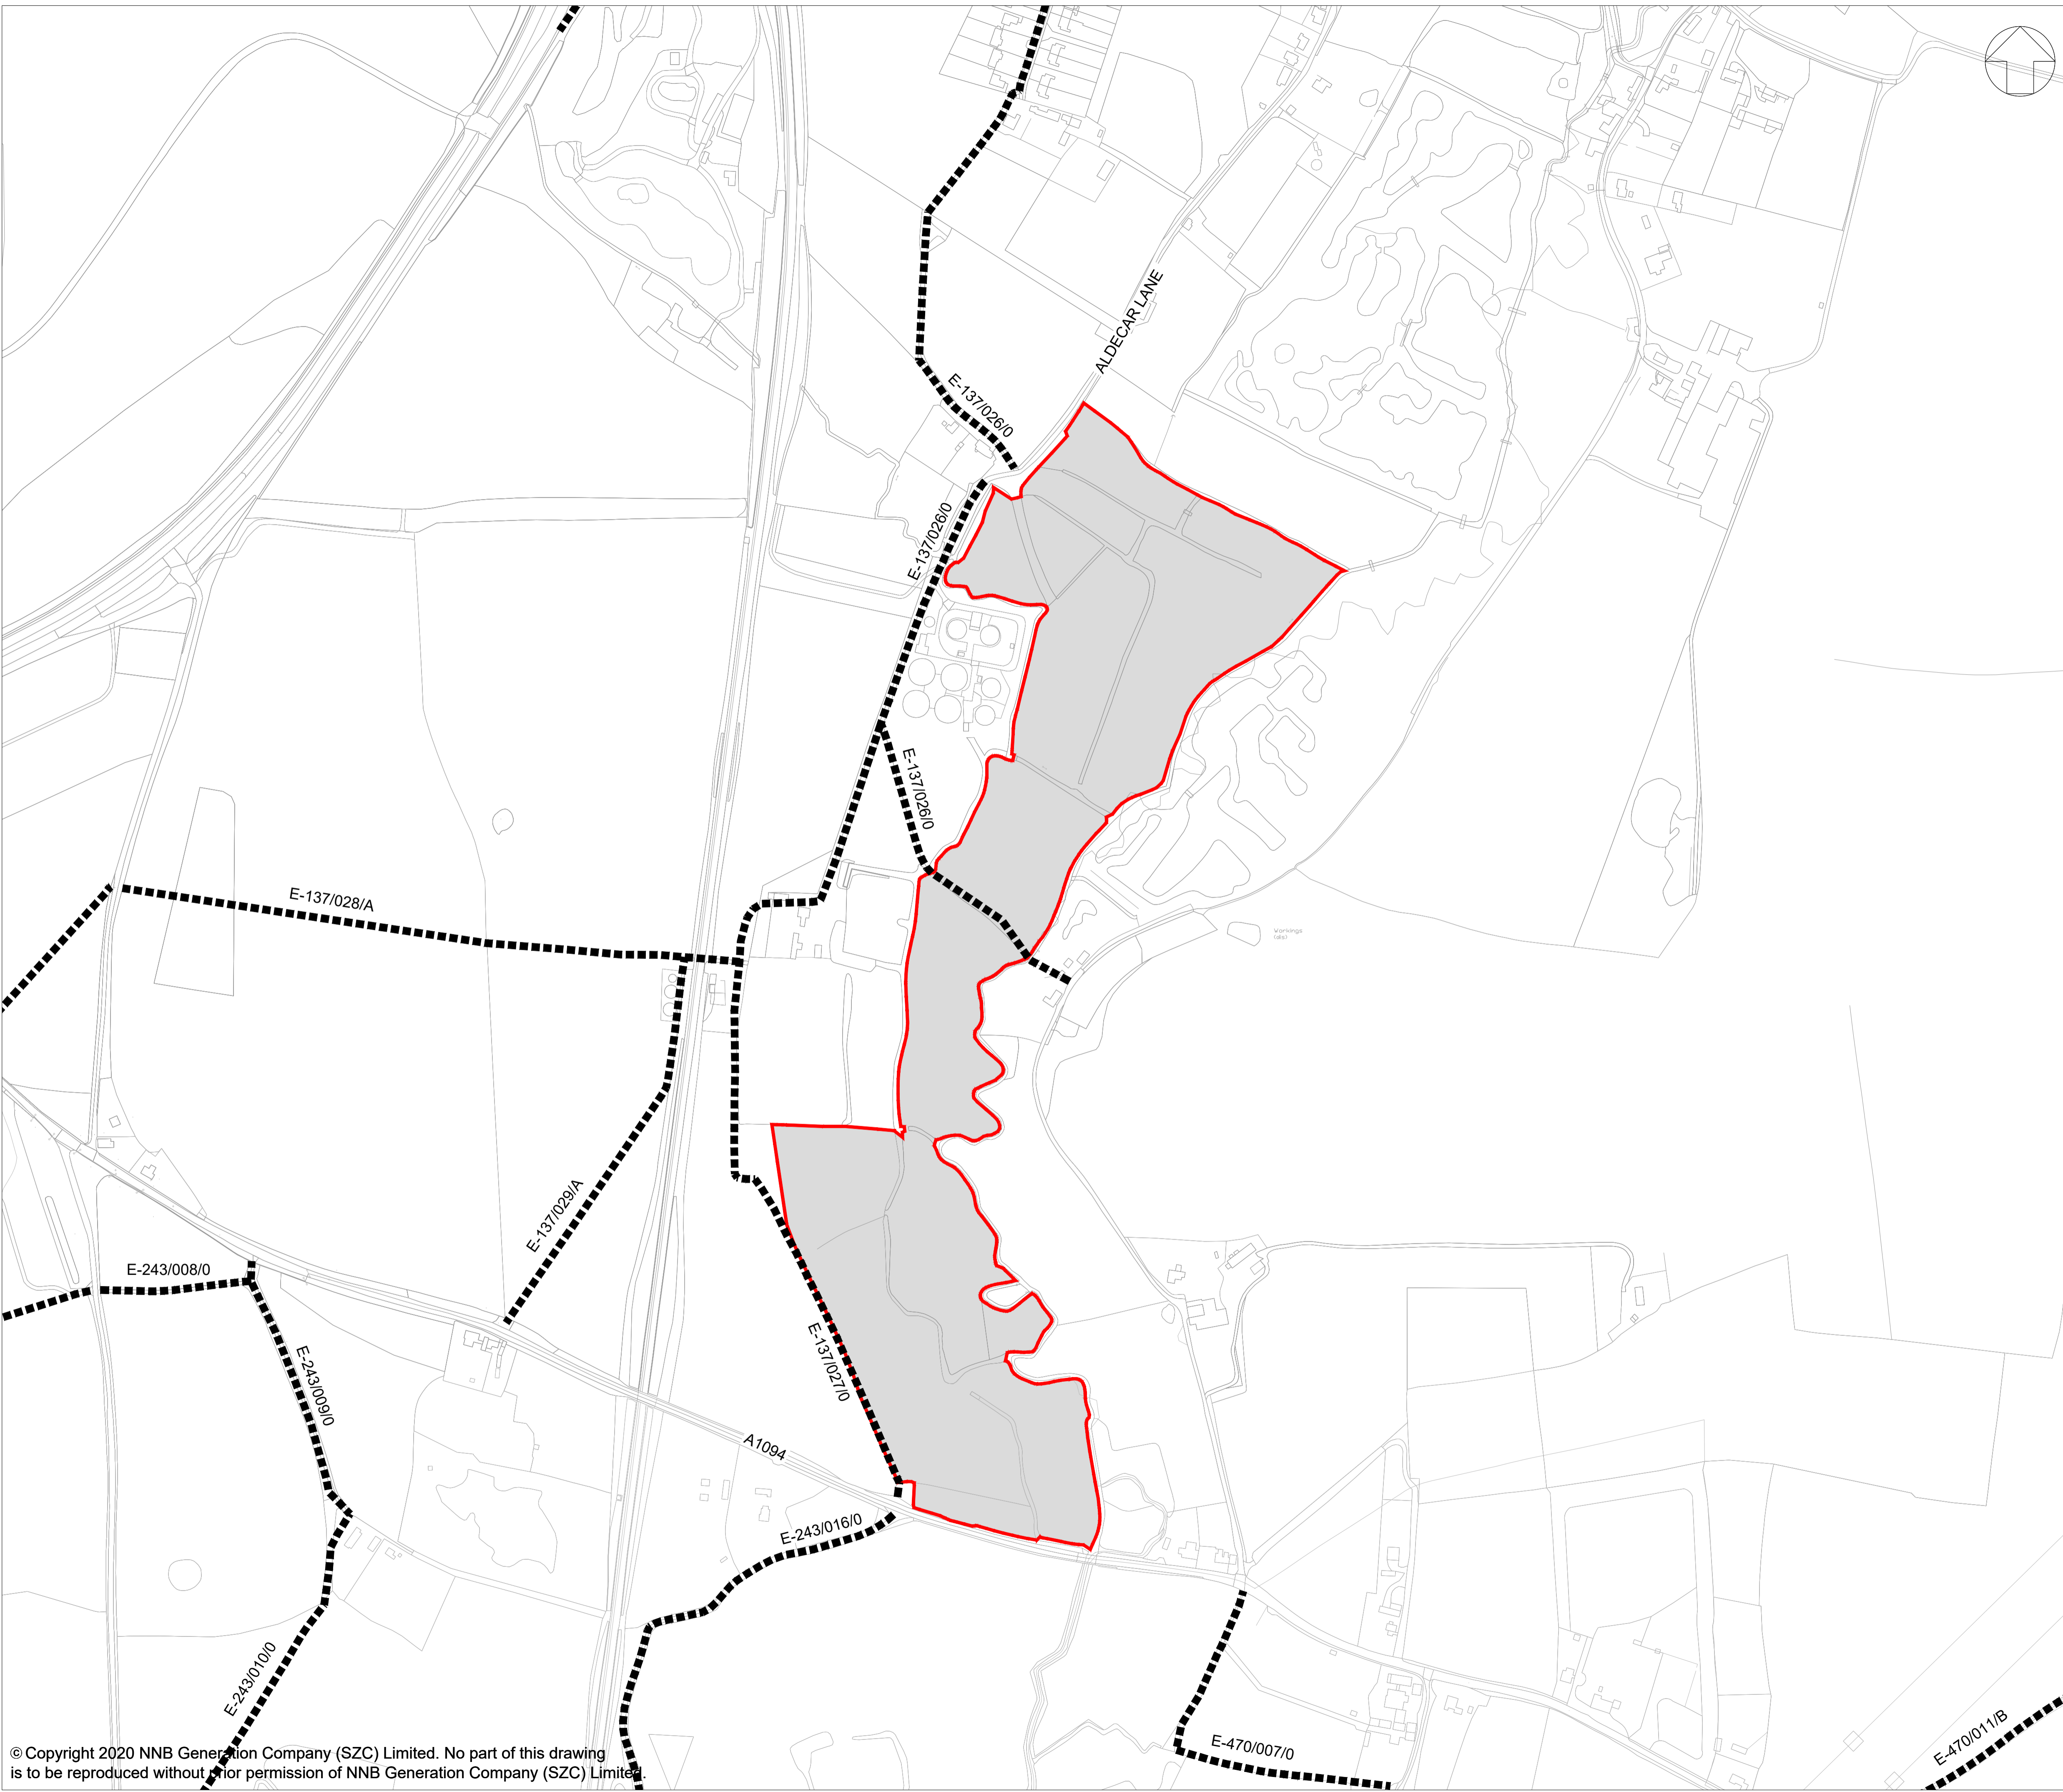 ALDECAR LANE
E-137/026/0
E-137/026/0
E-137/026/0
E-137/028/A
Workings
(dis)
E-137/029/A
E-243/008/0
E-137/027/0
E-243/009/0
A1094
E-243/016/0
E-243/010/0
E-470/007/0
E-470/011/B
© Copyright 2020 NNB Generation Company (SZC) Limited. No part of this drawing
is to be reproduced without prior permission of NNB Generation Company (SZC) Limited.